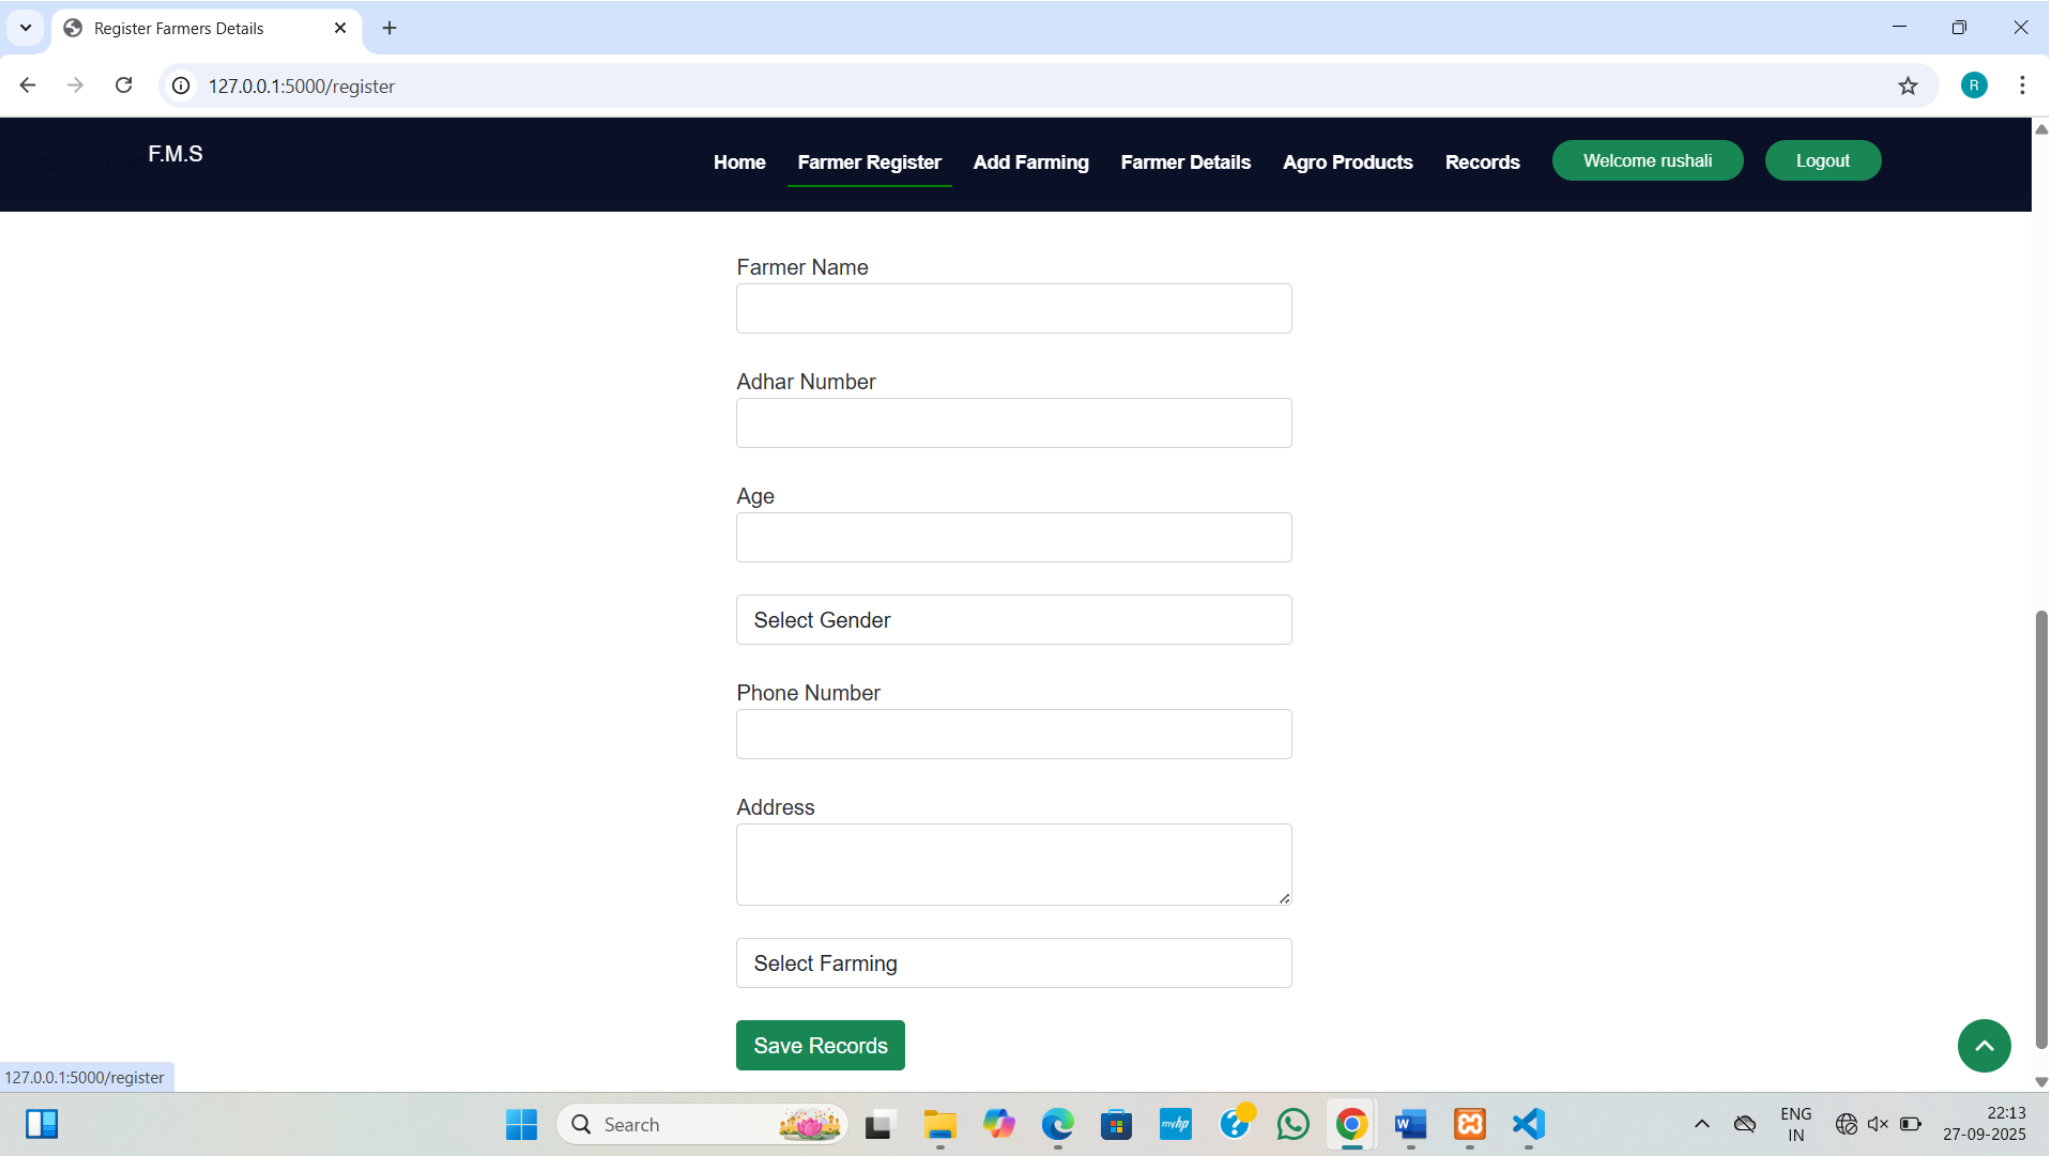 Register Farmers Details
127.0.0.1:5000/register
F.M.S
Home Farmer Register Add Farming Farmer Details Agro Products Records Welcome rushali Logout
Farmer Name
Adhar Number
Age
Select Gender
Phone Number
Address
Select Farming
Save Records
127.0.0.1:5000/register
Search
myhp
ENG
IN
22:13
27-09-2025
R